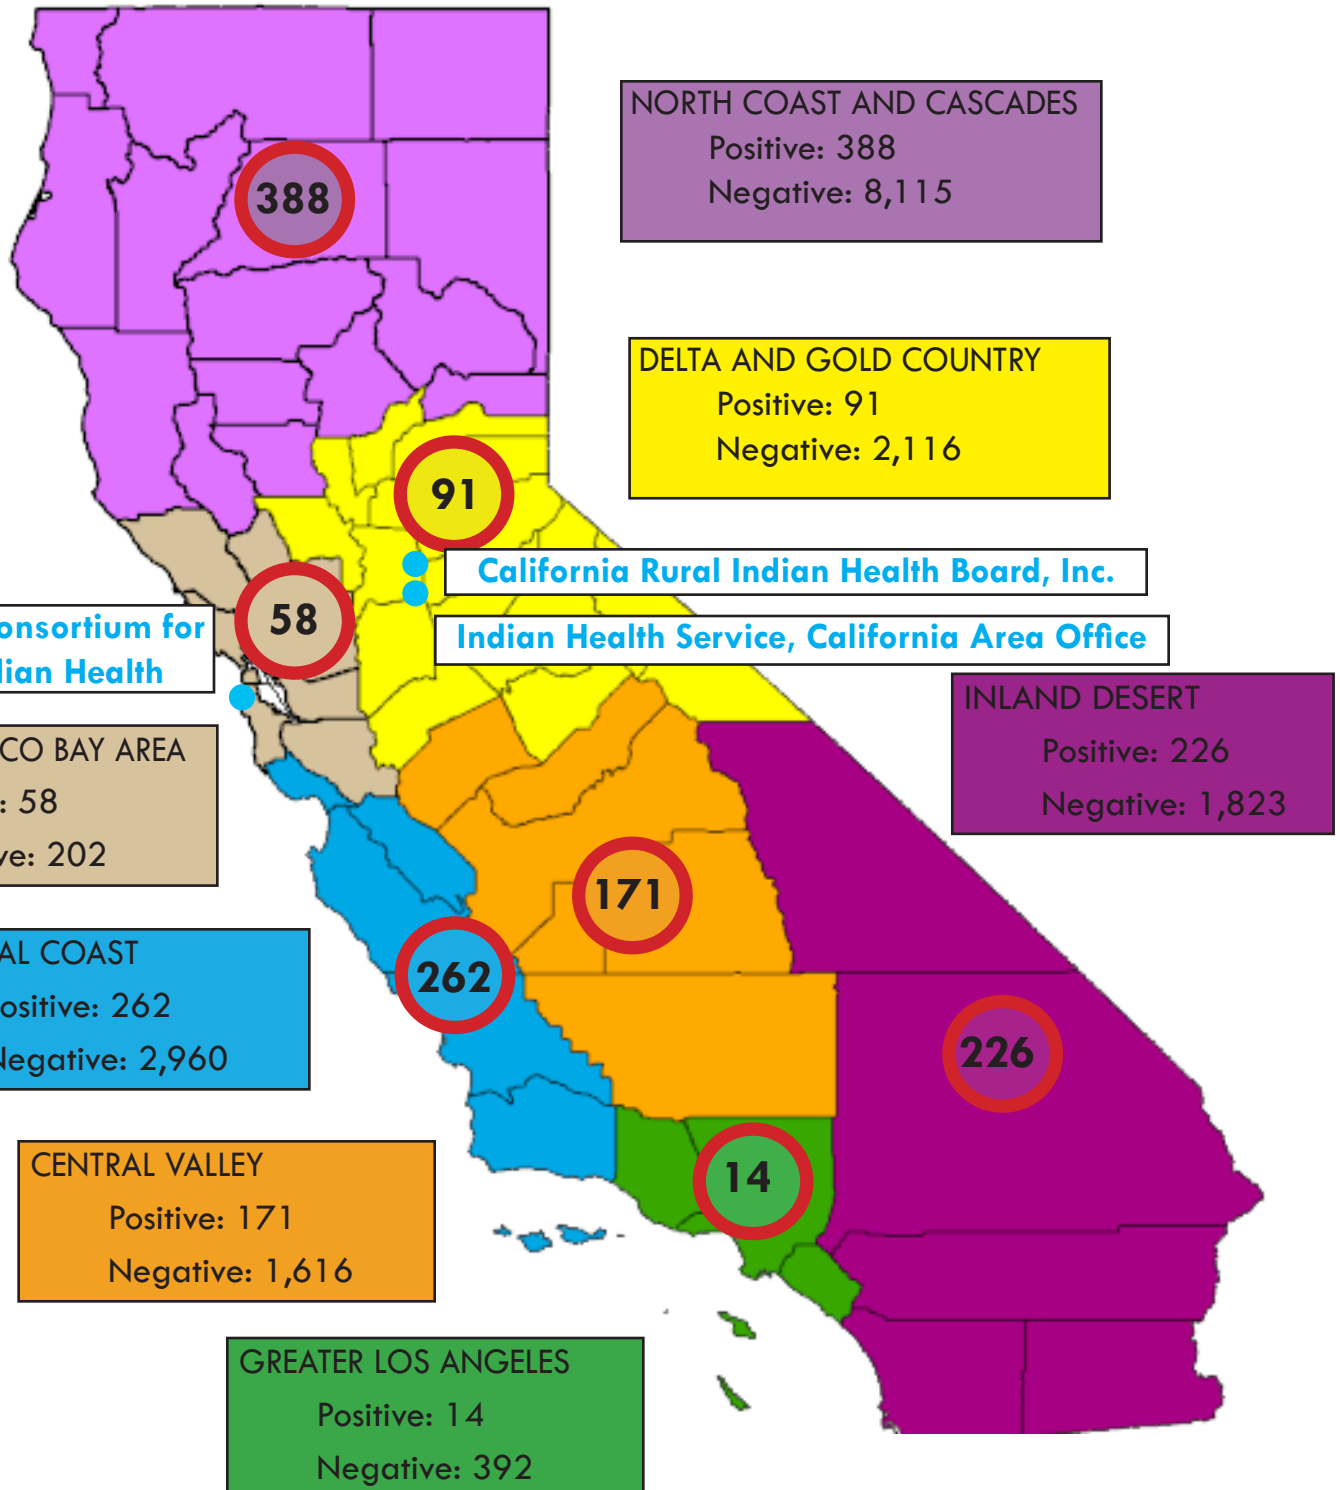 388
NORTH COAST AND CASCADES
Positive: 388
Negative: 8,115
DELTA AND GOLD COUNTRY
Positive: 91
Negative: 2,116
91
California Rural Indian Health Board, Inc.
58
onsortium for
dian Health
Indian Health Service, California Area Office
INLAND DESERT
Positive: 226
Negative: 1,823
CO BAY AREA
: 58
ve: 202
171
AL COAST
ositive: 262
Negative: 2,960
262
226
CENTRAL VALLEY
Positive: 171
Negative: 1,616
14
GREATER LOS ANGELES
Positive: 14
Negative: 392